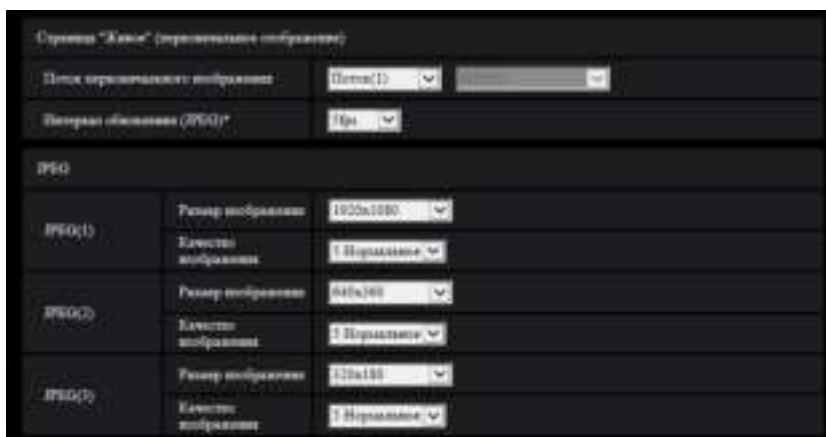 Страница "Живое" (первоначальное отображение)
Поток первоначального отображения Поток(1)
Интервал обновления (JPEG)*
JPEG
JPEG(1)
Размер изображения 1920x1080
Качество изображения 5 Нормальное
JPEG(2)
Размер изображения 640x360
Качество изображения 5 Нормальное
JPEG(3)
Размер изображения 320x180
Качество изображения 5 Нормальное